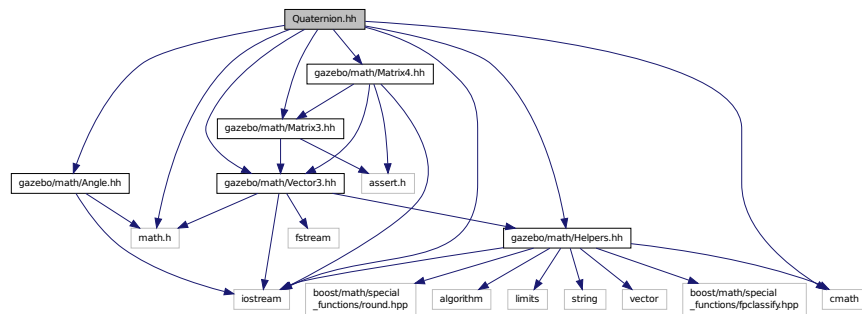 Quaternion.hh
gazebo/math/Matrix4.hh
gazebo/math/Matrix3.hh
gazebo/math/Angle.hh
gazebo/math/Vector3.hh
assert.h
math.h
fstream
gazebo/math/Helpers.hh
iostream
boost/math/special
_functions/round.hpp
algorithm
limits
string
vector
boost/math/special
_functions/fpclassify.hpp
cmath